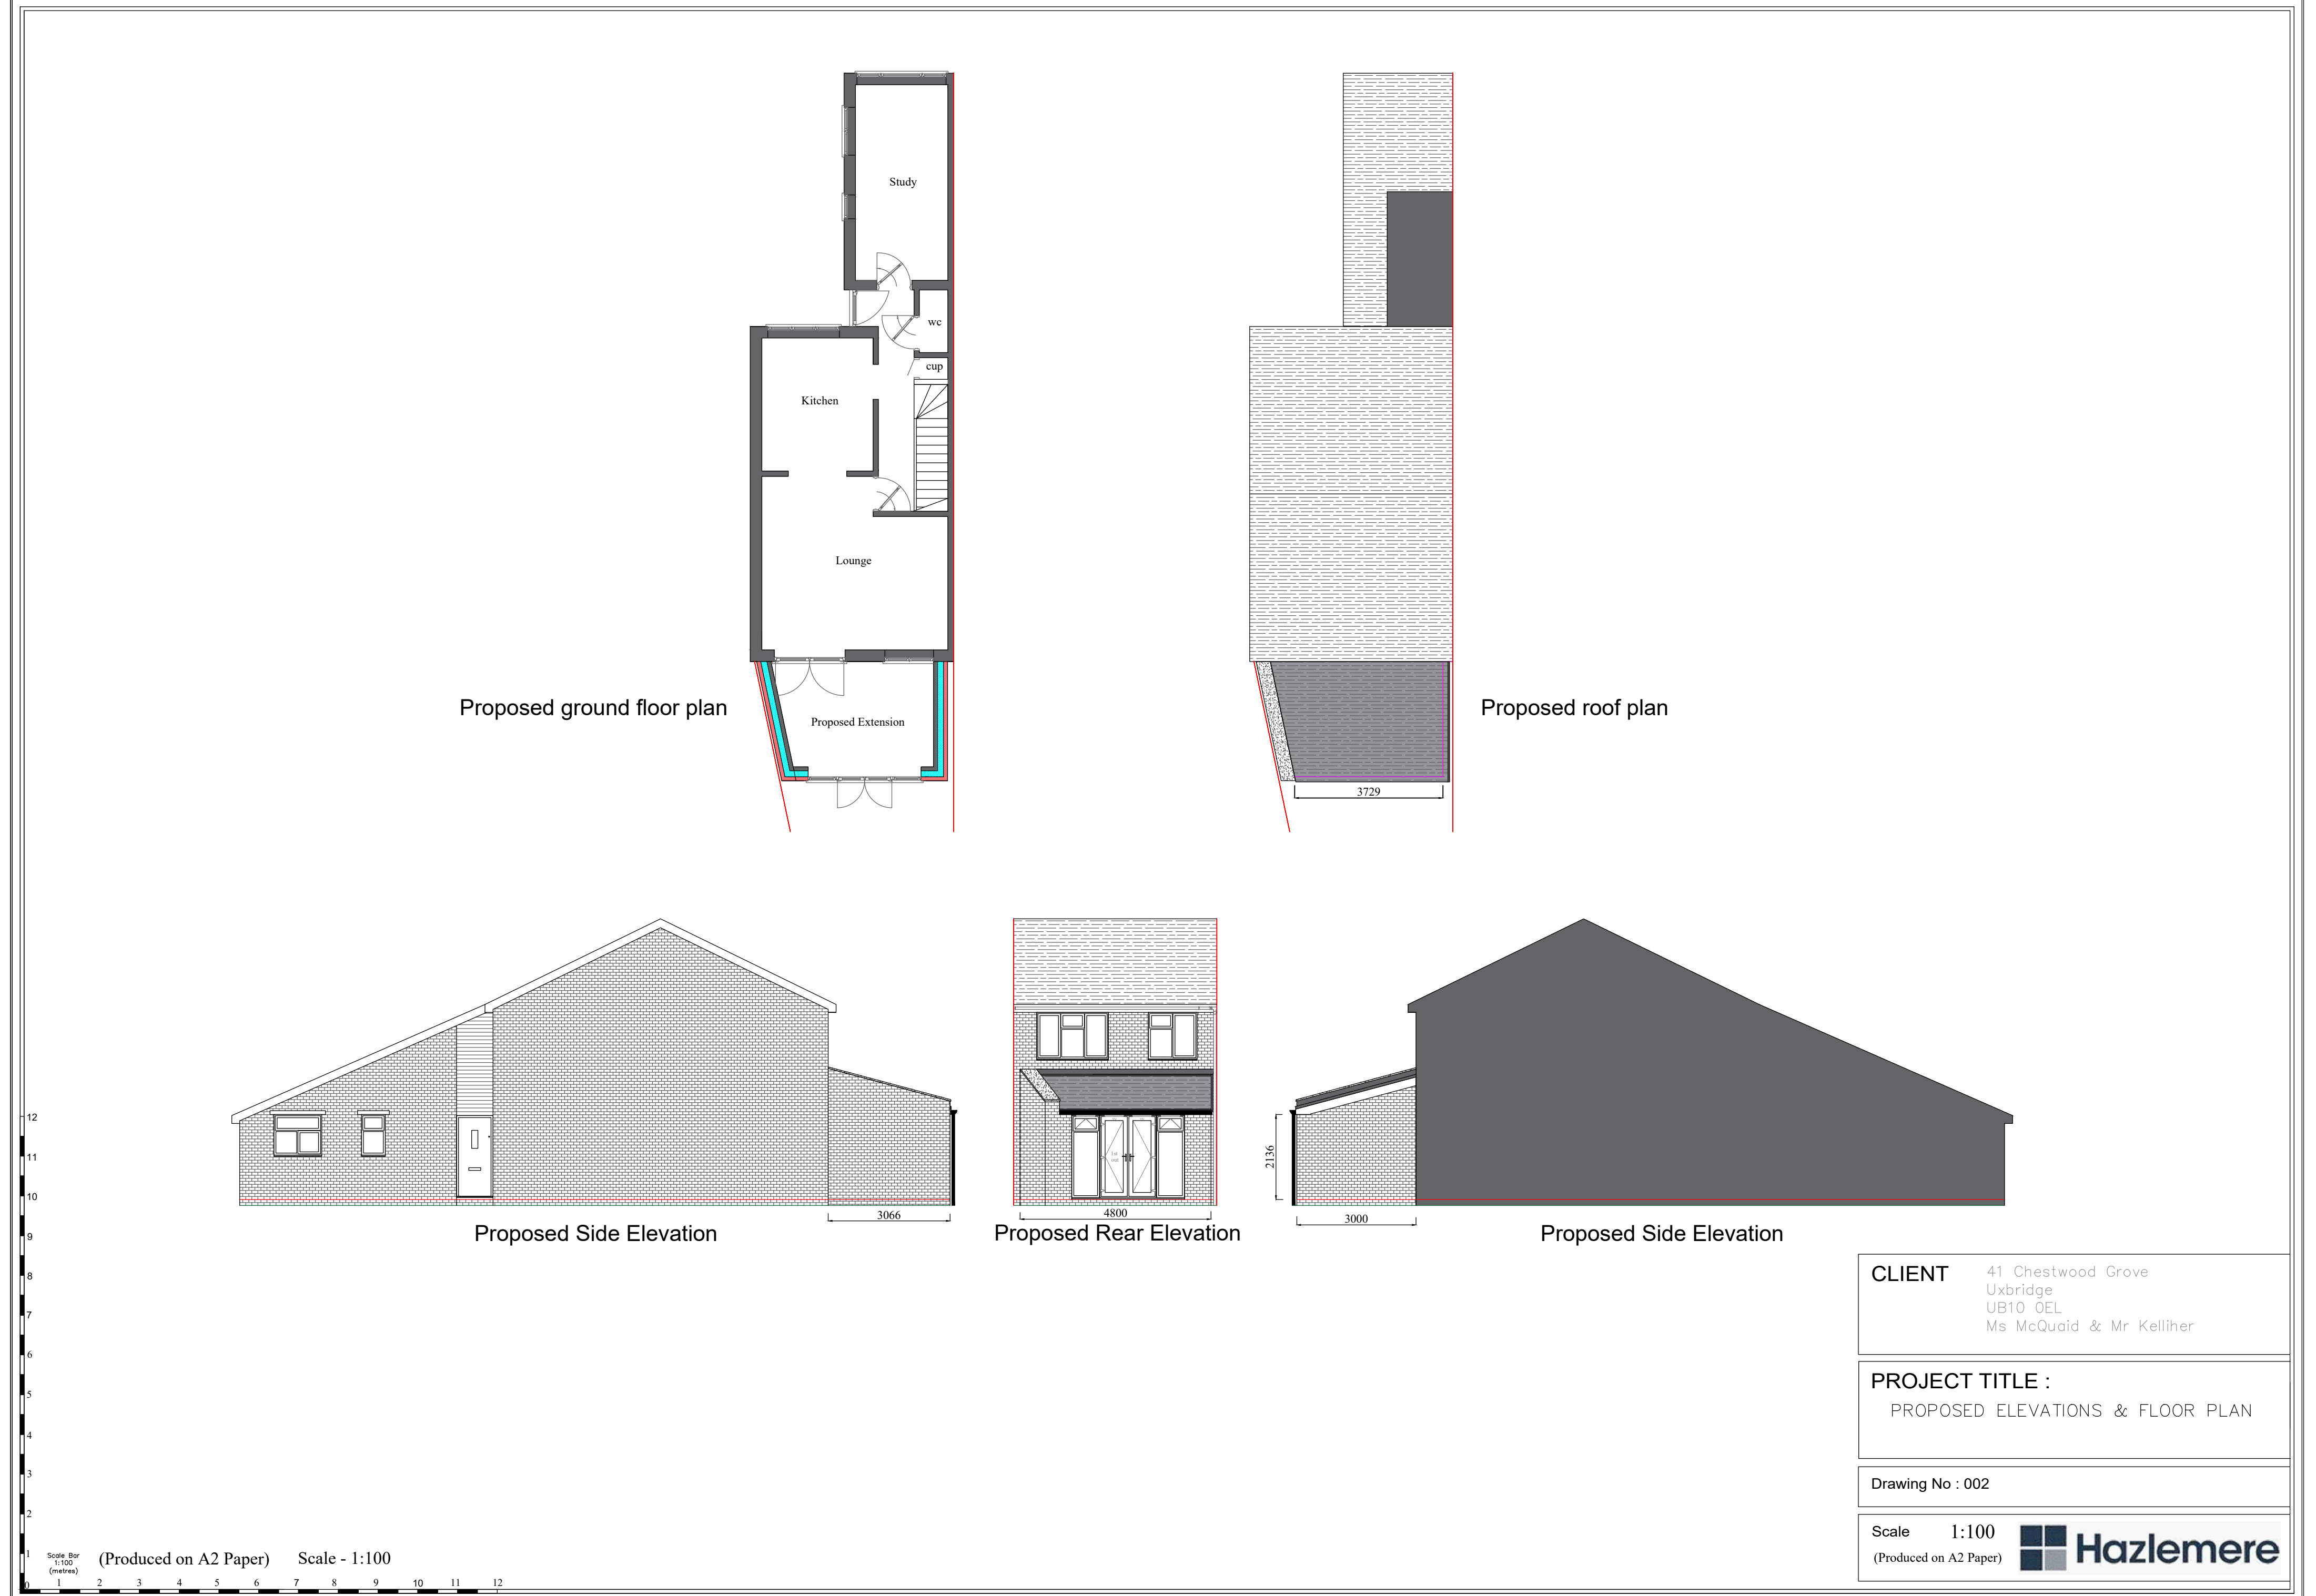 Study
wc
cup
Kitchen
Lounge
Proposed Extension
Proposed ground floor plan
Proposed roof plan
3729
3066
Proposed Side Elevation
4800
Proposed Rear Elevation
2136
3000
Proposed Side Elevation
12
11
10
9
8
7
6
5
4
3
2
1
0
1 2 3 4 5 6 7 8 9 10 11 12
Scale Bar
1:100
(metres)
(Produced on A2 Paper) Scale - 1:100
CLIENT
41 Chestwood Grove
Uxbridge
UB10 0EL
Ms McQuaid & Mr Kelliher
PROJECT TITLE :
PROPOSED ELEVATIONS & FLOOR PLAN
Drawing No : 002
Scale 1:100
(Produced on A2 Paper)
Hazlemere